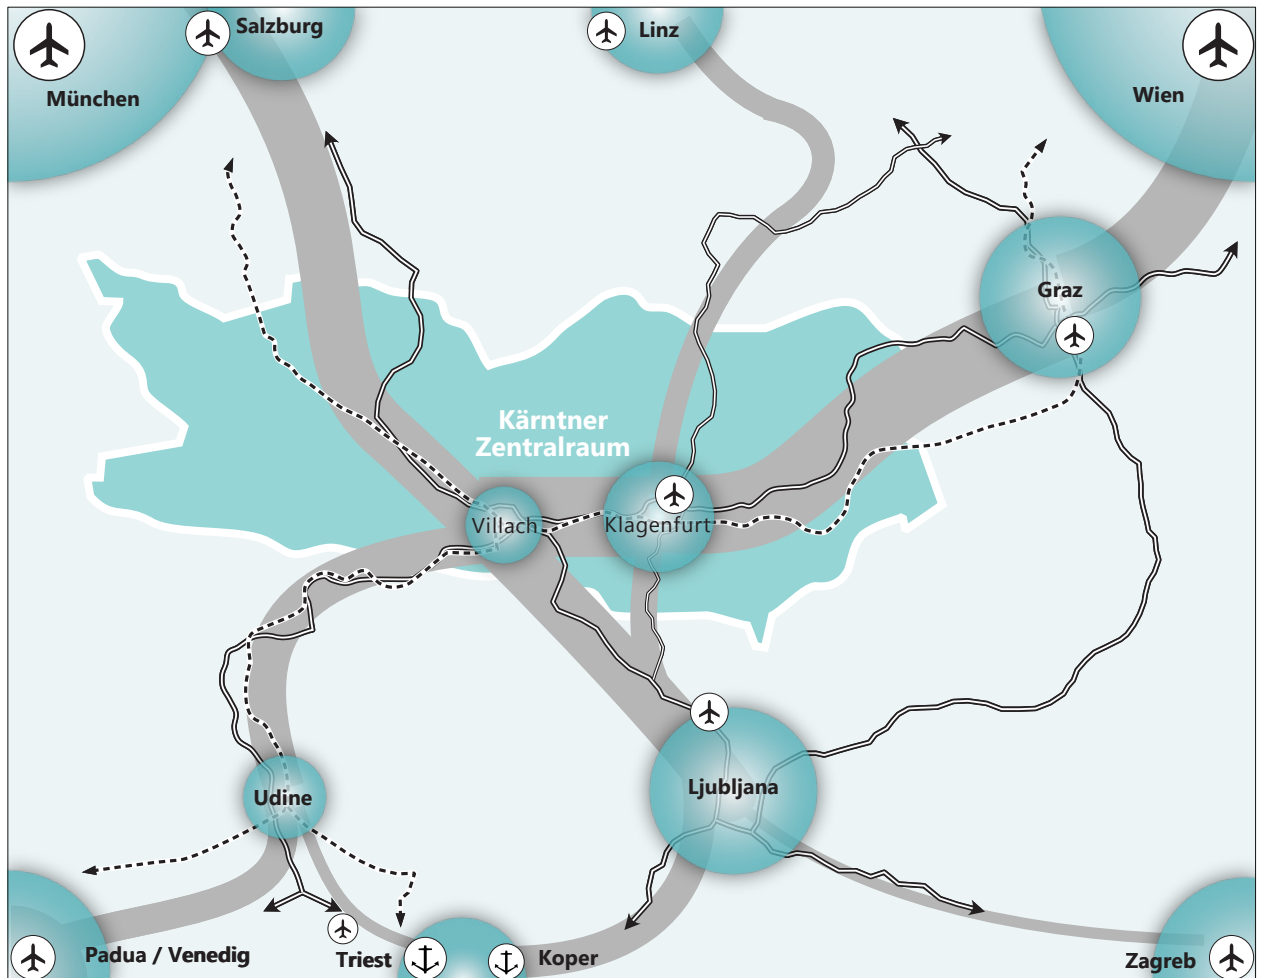 Salzburg
Linz
München
Wien
Graz
Kärntner
Zentralraum
Villach
Klagenfurt
Ljubljana
Udine
Padua / Venedig
Triest
Koper
Zagreb